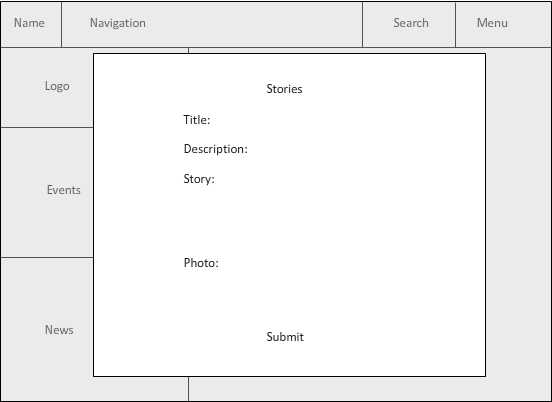 Name Navigation Search Menu
Logo
Events
News
Stories
Title:
Description:
Story:
Photo:
Submit